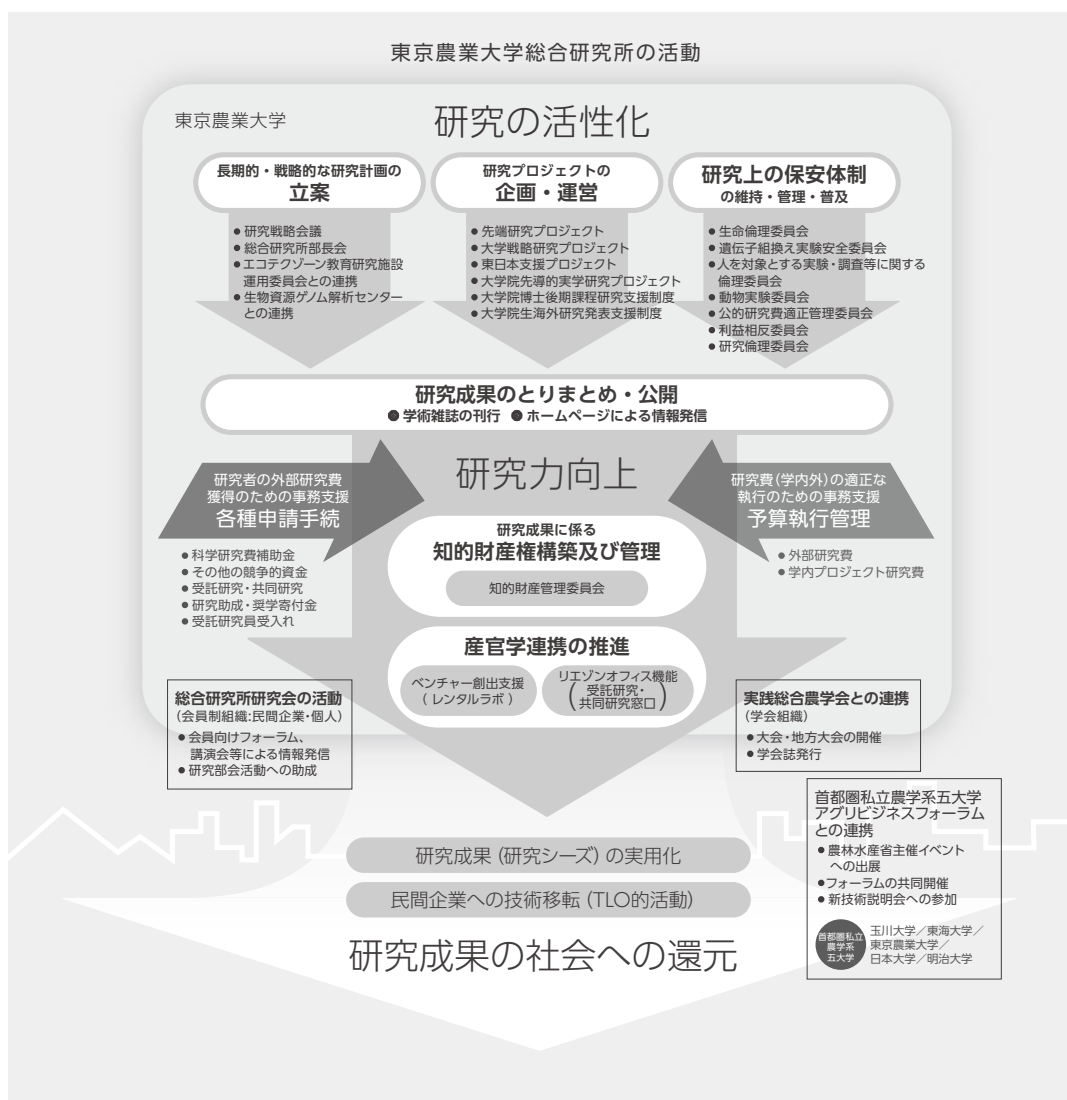 東京農業大学総合研究所の活動
東京農業大学
研究の活性化
長期的・戦略的な研究計画の
立案
● 研究戦略会議
● 総合研究所部長会
● エコテクゾーン教育研究施設
運用委員会との連携
● 生物資源ゲノム解析センター
との連携
研究プロジェクトの
企画・運営
● 先端研究プロジェクト
● 大学戦略研究プロジェクト
● 東日本支援プロジェクト
● 大学院先導的実学研究プロジェクト
● 大学院博士後期課程研究支援制度
● 大学院生海外研究発表支援制度
研究上の保安体制
の維持・管理・普及
● 生命倫理委員会
● 遺伝子組換え実験安全委員会
● 人を対象とする実験・調査等に関する
倫理委員会
● 動物実験委員会
● 公的研究費適正管理委員会
● 利益相反委員会
● 研究倫理委員会
研究成果のとりまとめ・公開
● 学術雑誌の刊行 ● ホームページによる情報発信
研究力向上
研究者の外部研究費
獲得のための事務支援
各種申請手続
● 科学研究費補助金
● その他の競争的資金
● 受託研究・共同研究
● 研究助成・奨学寄付金
● 受託研究員受入れ
研究費(学内外)の適正な
執行のための事務支援
予算執行管理
● 外部研究費
● 学内プロジェクト研究費
研究成果に係る
知的財産権構築及び管理
知的財産管理委員会
産官学連携の推進
ベンチャー創出支援
(レンタルラボ)
リエゾンオフィス機能
(受託研究・
共同研究窓口)
総合研究所研究会の活動
(会員制組織:民間企業・個人)
● 会員向けフォーラム、
講演会等による情報発信
● 研究部会活動への助成
実践総合農学会との連携
(学会組織)
● 大会・地方大会の開催
● 学会誌発行
首都圏私立農学系五大学
アグリビジネスフォーラム
との連携
● 農林水産省主催イベント
への出展
● フォーラムの共同開催
● 新技術説明会への参加
首都圏私立
農学系
五大学
玉川大学／東海大学／
東京農業大学／
日本大学／明治大学
研究成果(研究シーズ)の実用化
民間企業への技術移転(TLO的活動)
研究成果の社会への還元